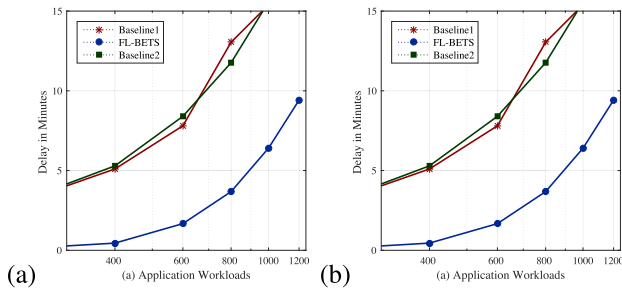 15
10
5
0
Delay in Minutes
Baseline1
FL-BETS
Baseline2
400 600 800 1000 1200
(a) Application Workloads
(a)
15
10
5
0
Delay in Minutes
Baseline1
FL-BETS
Baseline2
400 600 800 1000 1200
(a) Application Workloads
(b)